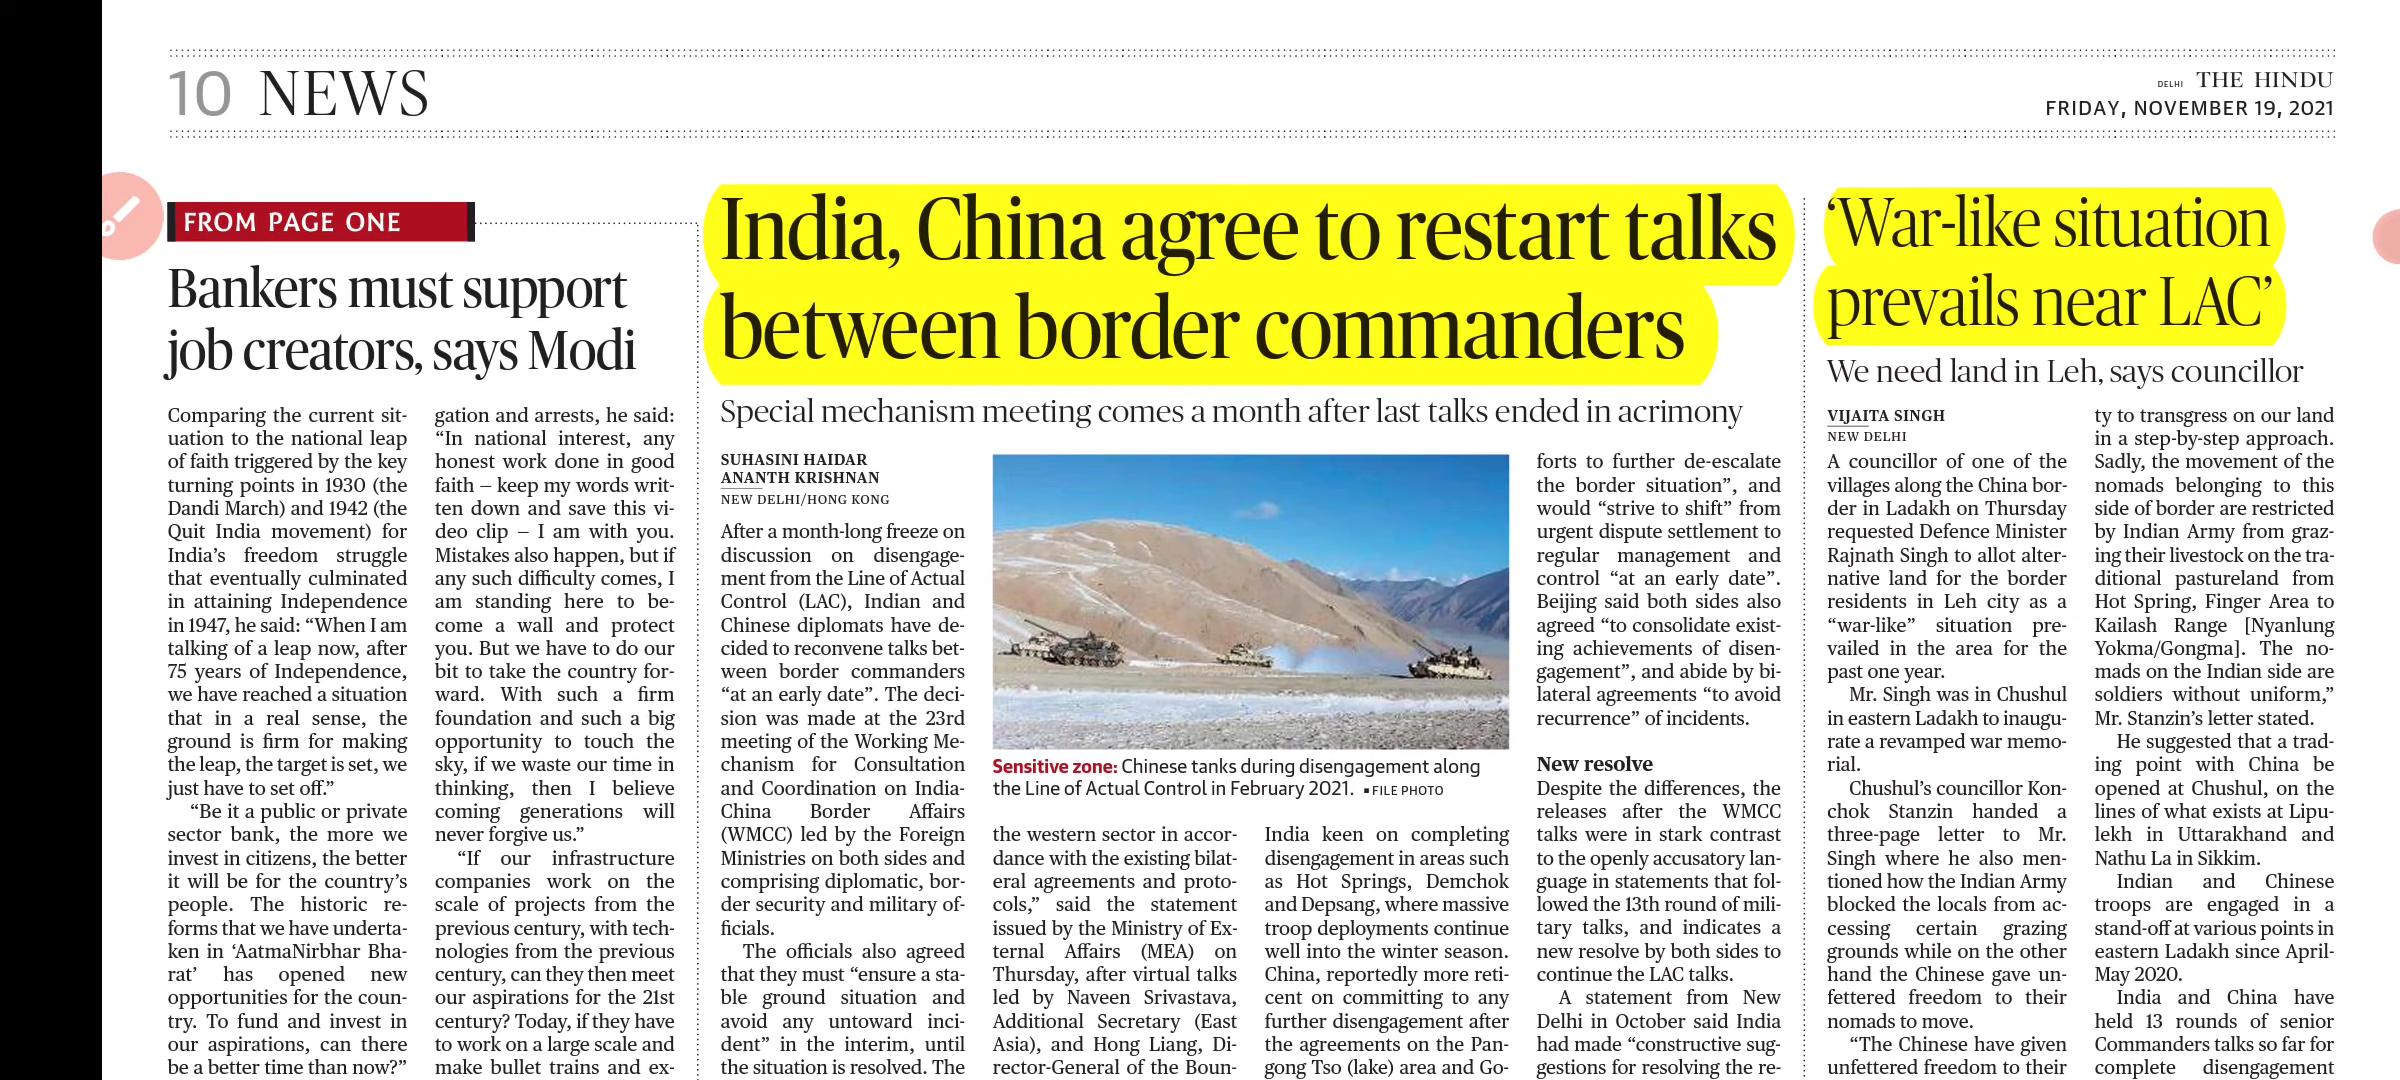 10 NEWS
DELHI THE HINDU
FRIDAY, NOVEMBER 19, 2021
FROM PAGE ONE
Bankers must support
job creators, says Modi
Comparing the current sit-
uation to the national leap
of faith triggered by the key
turning points in 1930 (the
Dandi March) and 1942 (the
Quit India movement) for
India’s freedom struggle
that eventually culminated
in attaining Independence
in 1947, he said: “When I am
talking of a leap now, after
75 years of Independence,
we have reached a situation
that in a real sense, the
ground is firm for making
the leap, the target is set, we
just have to set off.”
“Be it a public or private
sector bank, the more we
invest in citizens, the better
it will be for the country’s
people. The historic re-
forms that we have underta-
ken in ‘AatmaNirbhar Bha-
rat’ has opened new
opportunities for the coun-
try. To fund and invest in
our aspirations, can there
be a better time than now?”
gation and arrests, he said:
“In national interest, any
honest work done in good
faith – keep my words writ-
ten down and save this vi-
deo clip – I am with you.
Mistakes also happen, but if
any such difficulty comes, I
am standing here to be-
come a wall and protect
you. But we have to do our
bit to take the country for-
ward. With such a firm
foundation and such a big
opportunity to touch the
sky, if we waste our time in
thinking, then I believe
coming generations will
never forgive us.”
“If our infrastructure
companies work on the
scale of projects from the
previous century, with tech-
nologies from the previous
century, can they then meet
our aspirations for the 21st
century? Today, if they have
to work on a large scale and
make bullet trains and ex-
India, China agree to restart talks
between border commanders
Special mechanism meeting comes a month after last talks ended in acrimony
SUHASINI HAIDAR
ANANTH KRISHNAN
NEW DELHI/HONG KONG
After a month-long freeze on
discussion on disengage-
ment from the Line of Actual
Control (LAC), Indian and
Chinese diplomats have de-
cided to reconvene talks bet-
ween border commanders
“at an early date”. The deci-
sion was made at the 23rd
meeting of the Working Me-
chanism for Consultation
and Coordination on India-
China Border Affairs
(WMCC) led by the Foreign
Ministries on both sides and
comprising diplomatic, bor-
der security and military of-
ficials.
The officials also agreed
that they must “ensure a sta-
ble ground situation and
avoid any untoward inci-
dent” in the interim, until
the situation is resolved. The
Sensitive zone: Chinese tanks during disengagement along
the Line of Actual Control in February 2021. ▪FILE PHOTO
the western sector in accor-
dance with the existing bilat-
eral agreements and proto-
cols,” said the statement
issued by the Ministry of Ex-
ternal Affairs (MEA) on
Thursday, after virtual talks
led by Naveen Srivastava,
Additional Secretary (East
Asia), and Hong Liang, Di-
rector-General of the Boun-
India keen on completing
disengagement in areas such
as Hot Springs, Demchok
and Depsang, where massive
troop deployments continue
well into the winter season.
China, reportedly more reti-
cent on committing to any
further disengagement after
the agreements on the Pan-
gong Tso (lake) area and Go-
forts to further de-escalate
the border situation”, and
would “strive to shift” from
urgent dispute settlement to
regular management and
control “at an early date”.
Beijing said both sides also
agreed “to consolidate exist-
ing achievements of disen-
gagement”, and abide by bi-
lateral agreements “to avoid
recurrence” of incidents.
New resolve
Despite the differences, the
releases after the WMCC
talks were in stark contrast
to the openly accusatory lan-
guage in statements that fol-
lowed the 13th round of mili-
tary talks, and indicates a
new resolve by both sides to
continue the LAC talks.
A statement from New
Delhi in October said India
had made “constructive sug-
gestions for resolving the re-
‘War-like situation
prevails near LAC’
We need land in Leh, says councillor
VIJAITA SINGH
NEW DELHI
A councillor of one of the
villages along the China bor-
der in Ladakh on Thursday
requested Defence Minister
Rajnath Singh to allot alter-
native land for the border
residents in Leh city as a
“war-like” situation pre-
vailed in the area for the
past one year.
Mr. Singh was in Chushul
in eastern Ladakh to inaugu-
rate a revamped war memo-
rial.
Chushul’s councillor Kon-
chok Stanzin handed a
three-page letter to Mr.
Singh where he also men-
tioned how the Indian Army
blocked the locals from ac-
cessing certain grazing
grounds while on the other
hand the Chinese gave un-
fettered freedom to their
nomads to move.
“The Chinese have given
unfettered freedom to their
ty to transgress on our land
in a step-by-step approach.
Sadly, the movement of the
nomads belonging to this
side of border are restricted
by Indian Army from graz-
ing their livestock on the tra-
ditional pastureland from
Hot Spring, Finger Area to
Kailash Range [Nyanlung
Yokma/Gongma]. The no-
mads on the Indian side are
soldiers without uniform,”
Mr. Stanzin’s letter stated.
He suggested that a trad-
ing point with China be
opened at Chushul, on the
lines of what exists at Lipu-
lekh in Uttarakhand and
Nathu La in Sikkim.
Indian and Chinese
troops are engaged in a
stand-off at various points in
eastern Ladakh since April-
May 2020.
India and China have
held 13 rounds of senior
Commanders talks so far for
complete disengagement